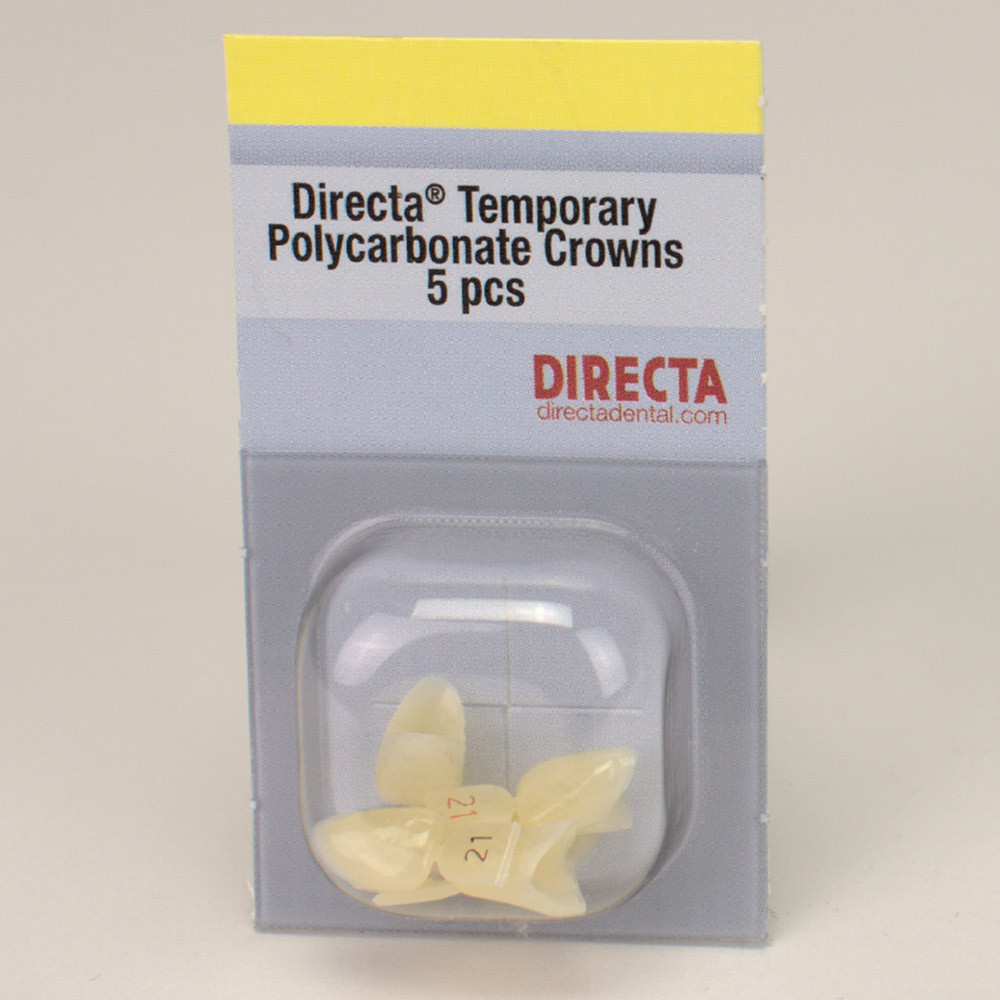 Directa® Temporary
Polycarbonate Crowns
5 pcs
DIRECTA
directadental.com
21
21